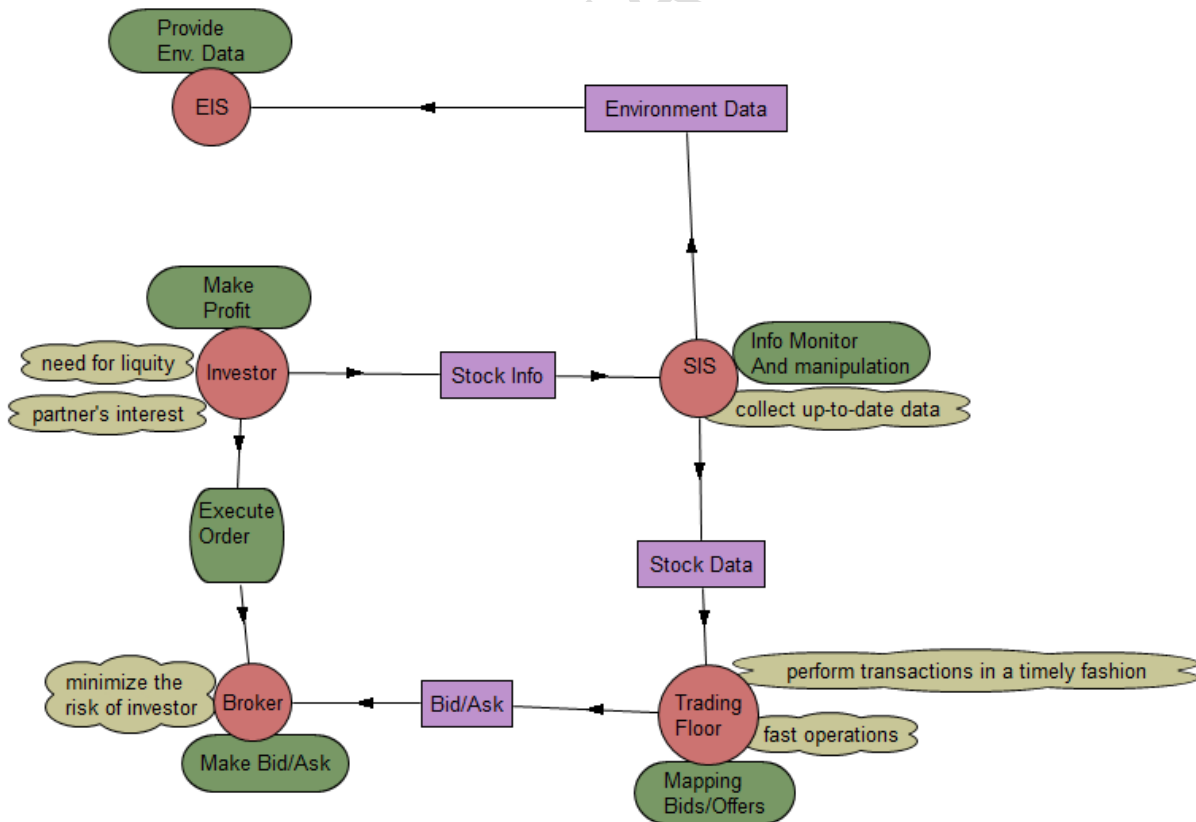 Provide
Env. Data
EIS
Environment Data
Make
Profit
need for liquity
Investor
partner's interest
Stock Info
SIS
Info Monitor
And manipulation
collect up-to-date data
Execute
Order
Stock Data
minimize the
risk of investor
Broker
Make Bid/Ask
Bid/Ask
Trading
Floor
perform transactions in a timely fashion
fast operations
Mapping
Bids/Offers